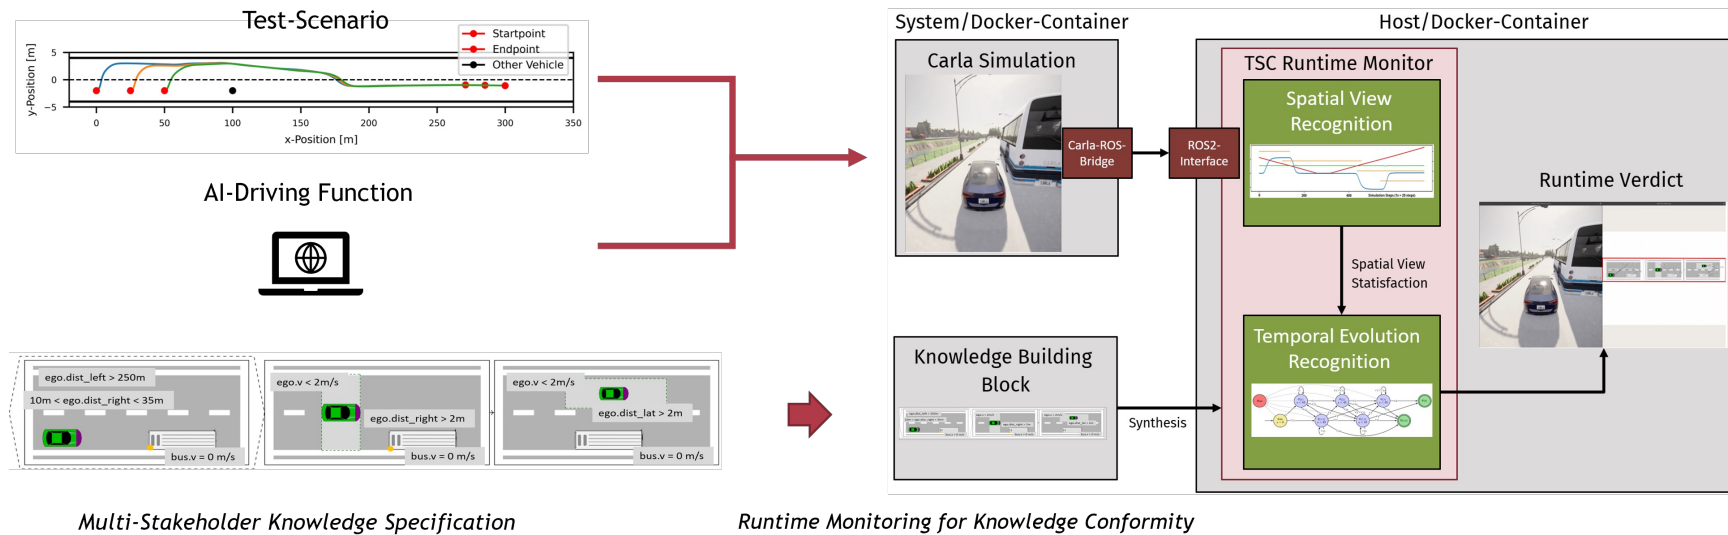 Test-Scenario
Startpoint
Endpoint
Other Vehicle
y-Position [m]
5
0
−5
0
50
100
150
200
250
300
350
x-Position [m]
AI-Driving Function
ego.dist_left > 250m
10m < ego.dist_right < 35m
bus.v = 0 m/s
ego.v < 2m/s
ego.dist_right > 2m
bus.v = 0 m/s
ego.v < 2m/s
ego.dist_lat > 2m
bus.v = 0 m/s
Multi-Stakeholder Knowledge Specification
System/Docker-Container
Carla Simulation
Carla-ROS-
Bridge
Knowledge Building
Block
Synthesis
Host/Docker-Container
TSC Runtime Monitor
ROS2-
Interface
Spatial View
Recognition
0
200
400
Spatial View
Statisfaction
Temporal Evolution
Recognition
Runtime Verdict
Runtime Monitoring for Knowledge Conformity